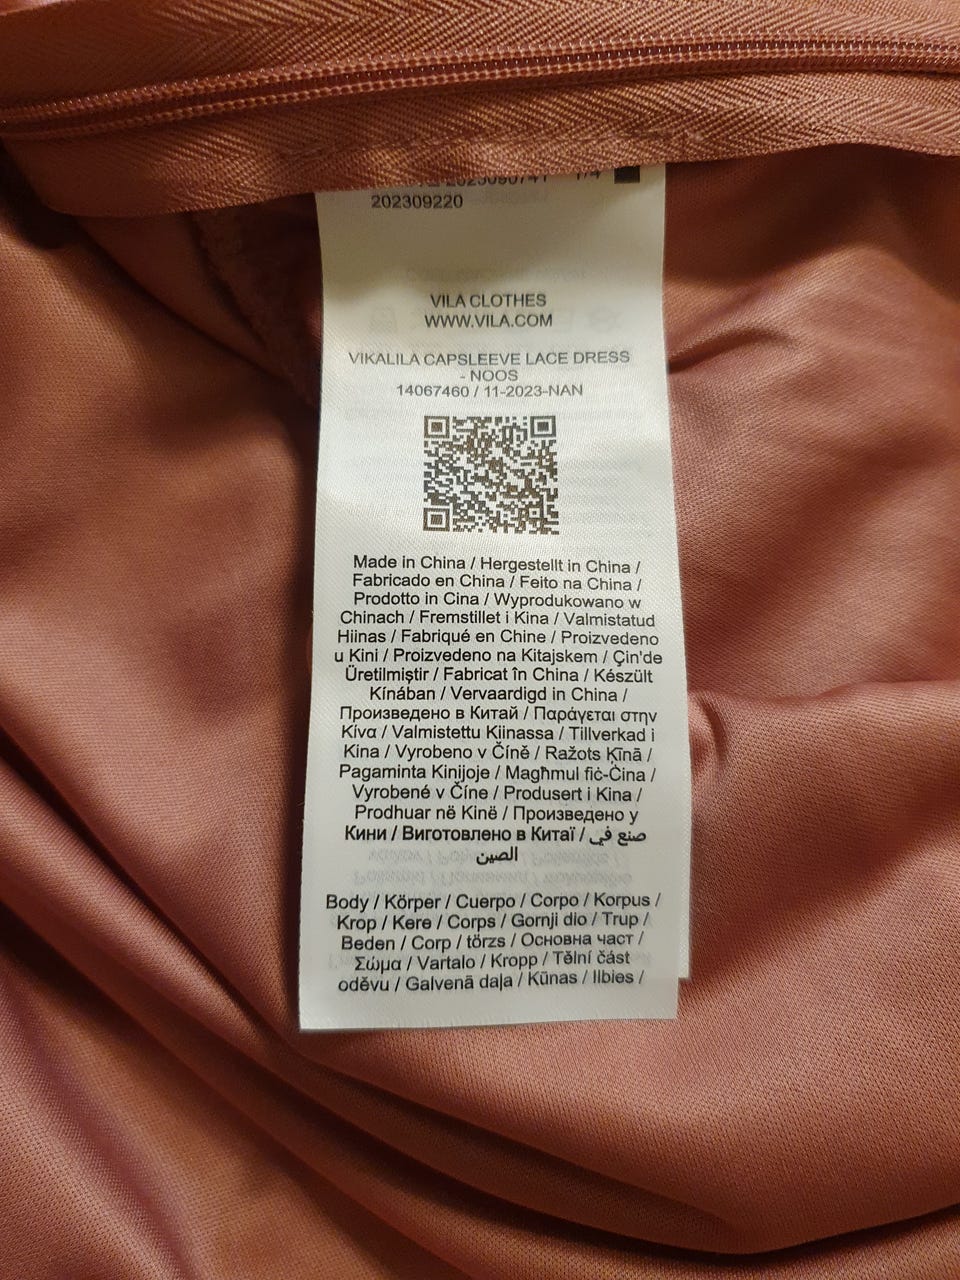 1/4
202309220
VILA CLOTHES
WWW.VILA.COM
VIKALILA CAPSLEEVE LACE DRESS
- NOOS
14067460 / 11-2023-NAN
Made in China / Hergestellt in China /
Fabricado en China / Feito na China /
Prodotto in Cina / Wyprodukowano w
Chinach / Fremstillet i Kina / Valmistatud
Hiinas / Fabriqué en Chine / Proizvedeno
u Kini / Proizvedeno na Kitajskem / Çin'de
Üretilmiştir / Fabricat în China / Készült
Kínában / Vervaardigd in China /
Произведено в Китай / Παράγεται στην
Κίνα / Valmistettu Kiinassa / Tillverkad i
Kina / Vyrobeno v Číně / Ražots Ķīnā /
Pagaminta Kinijoje / Magħmul fiċ-Ċina /
Vyrobené v Číne / Produsert i Kina /
Prodhuar në Kinë / Произведено у
Кини / Виготовлено в Китаї / صنع في
الصين
Body / Körper / Cuerpo / Corpo / Korpus /
Krop / Kere / Corps / Gornji dio / Trup /
Beden / Corp / törzs / Основна част /
Σώμα / Vartalo / Kropp / Tělní část
oděvu / Galvenā daļa / Kūnas / Ilbies /